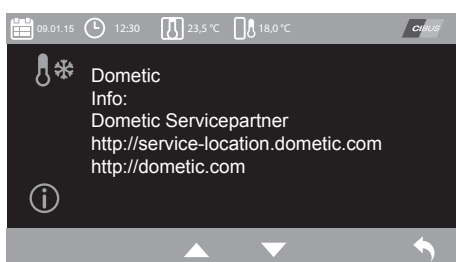 09.01.15 12:30 23,5 °C 18,0 °C CIBUS
Dometic
Info:
Dometic Servicepartner
http://service-location.dometic.com
http://dometic.com